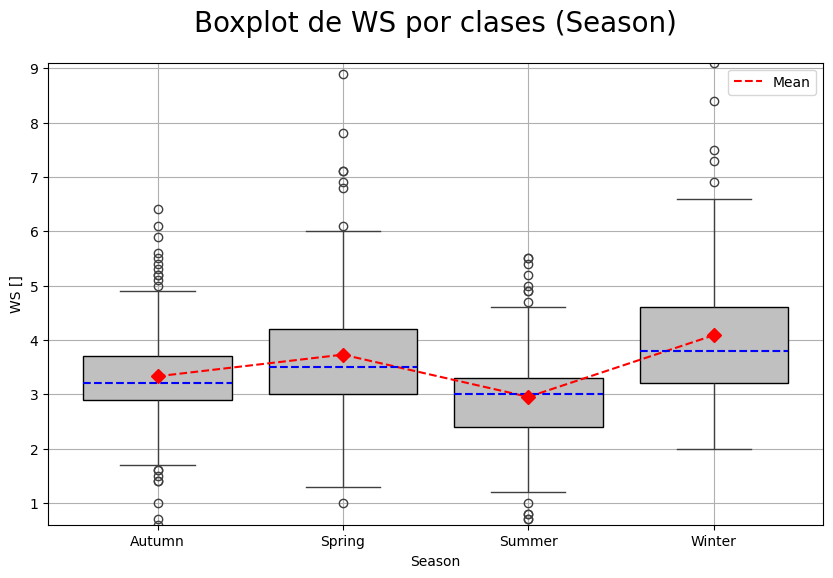 Boxplot de WS por clases (Season)
Mean
9
8
7
6
5
4
3
2
1
WS []
Autumn Spring Summer Winter
Season